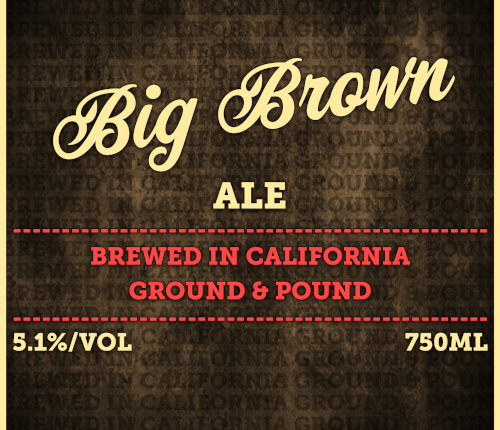 Big Brown
ALE
BREWED IN CALIFORNIA
GROUND & POUND
5.1%/VOL
750ML